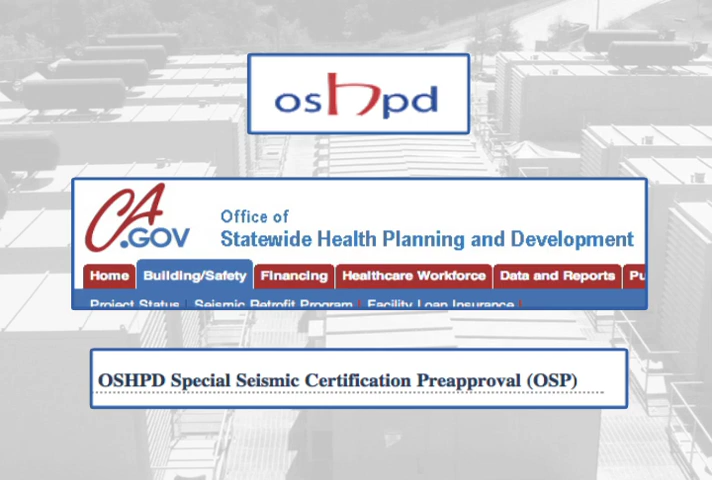 oshpd
CA
.GOV
Office of
Statewide Health Planning and Development
Home Building/Safety Financing Healthcare Workforce Data and Reports Pu
Project Status | Seismic Retrofit Program | Facility Loan Insurance |
OSHPD Special Seismic Certification Preapproval (OSP)